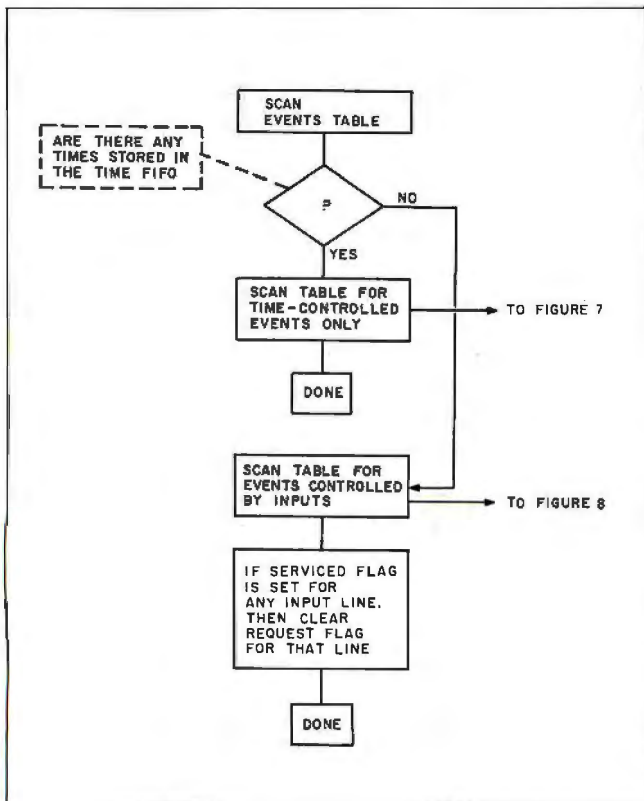 SCAN
EVENTS TABLE
ARE THERE ANY
TIMES STORED IN
THE TIME FIFO
?
NO
YES
SCAN TABLE FOR
TIME-CONTROLLED
EVENTS ONLY
TO FIGURE 7
DONE
SCAN TABLE FOR
EVENTS CONTROLLED
BY INPUTS
TO FIGURE 8
IF SERVICED FLAG
IS SET FOR
ANY INPUT LINE,
THEN CLEAR
REQUEST FLAG
FOR THAT LINE
DONE